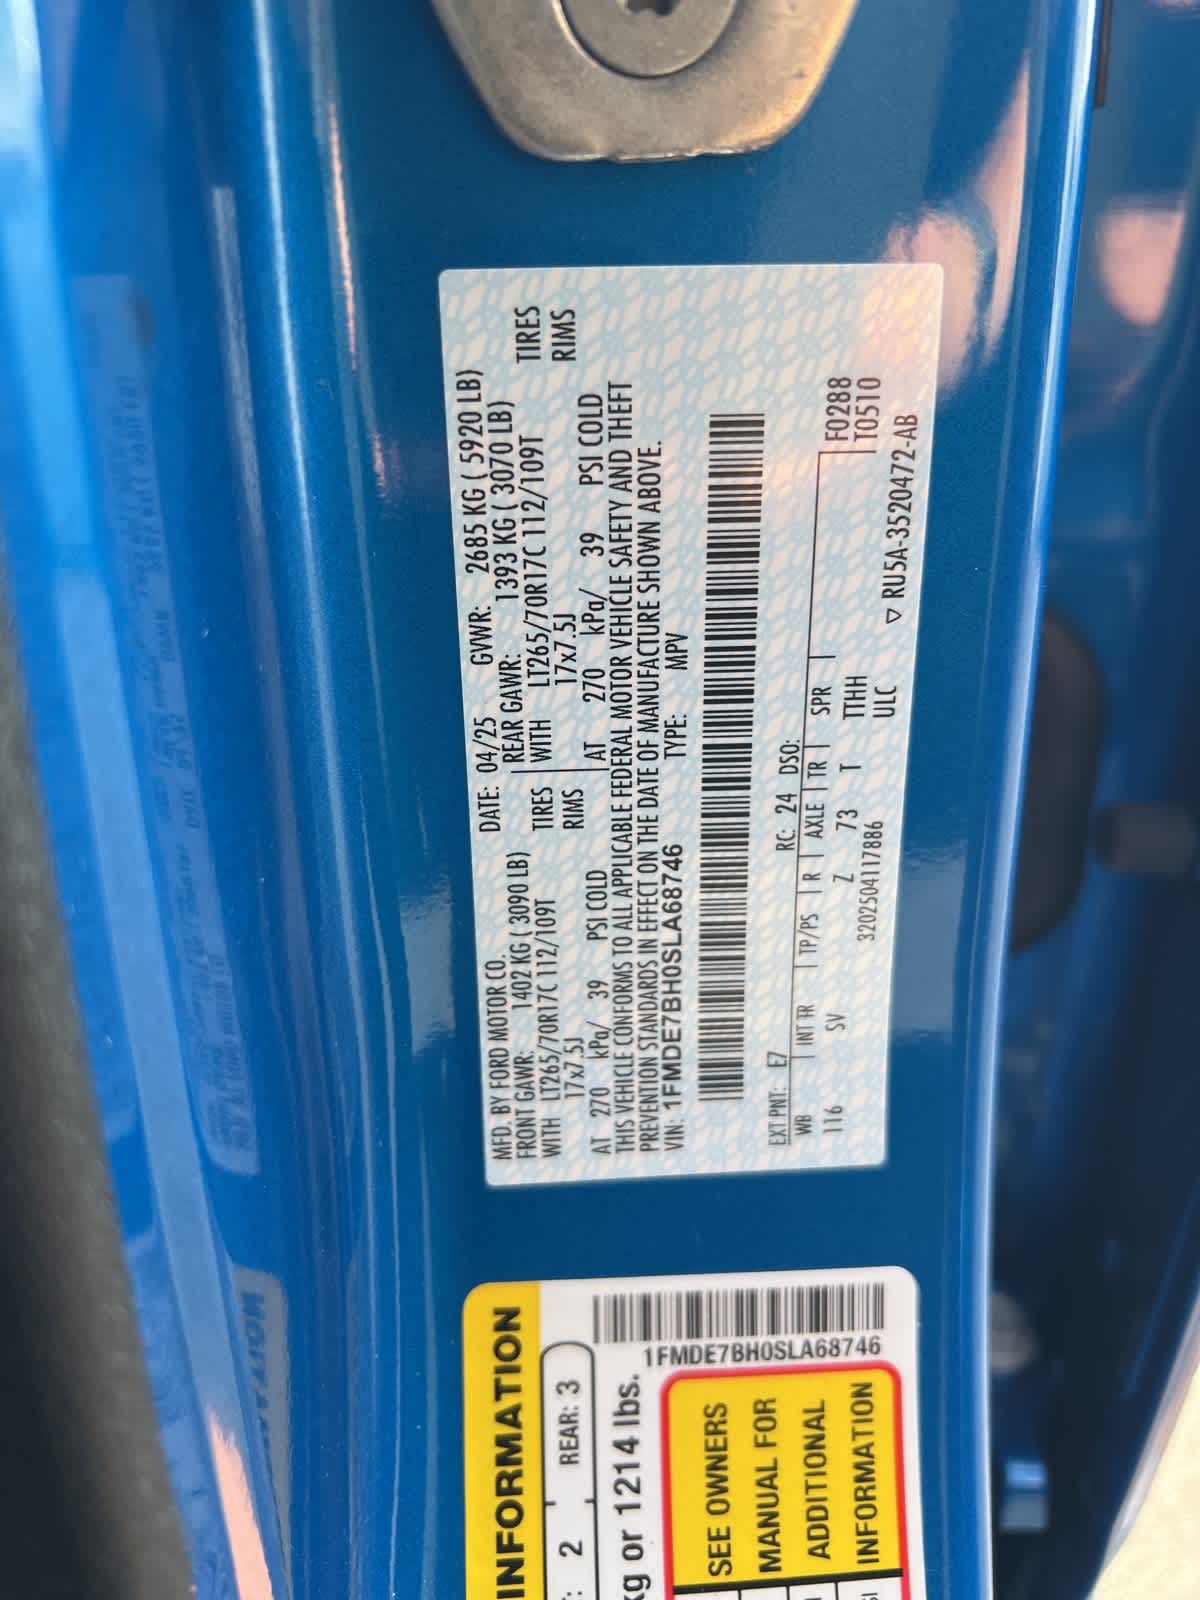 MFD. BY FORD MOTOR CO. DATE: 04/25 GVWR: 2685 KG ( 5920 LB)
FRONT GAWR: 1402 KG ( 3090 LB) REAR GAWR: 1393 KG ( 3070 LB)
WITH LT265/70R17C 112/109T TIRES WITH LT265/70R17C 112/109T TIRES
17x7.5J RIMS 17x7.5J RIMS
AT 270 kPa/ 39 PSI COLD AT 270 kPa/ 39 PSI COLD
THIS VEHICLE CONFORMS TO ALL APPLICABLE FEDERAL MOTOR VEHICLE SAFETY AND THEFT
PREVENTION STANDARDS IN EFFECT ON THE DATE OF MANUFACTURE SHOWN ABOVE.
VIN: 1FMDE7BH0SLA68746 TYPE: MPV
EXT PNT: E7 RC: 24 DSO:
WB INT TR TP/PS R AXLE TR SPR F0288
116 SV Z 73 T TTHH T0510
3202504117886 ULC
▽ RU5A-3520472-AB
INFORMATION
2 REAR: 3
kg or 1214 lbs.
1FMDE7BH0SLA68746
SEE OWNERS
MANUAL FOR
ADDITIONAL
INFORMATION